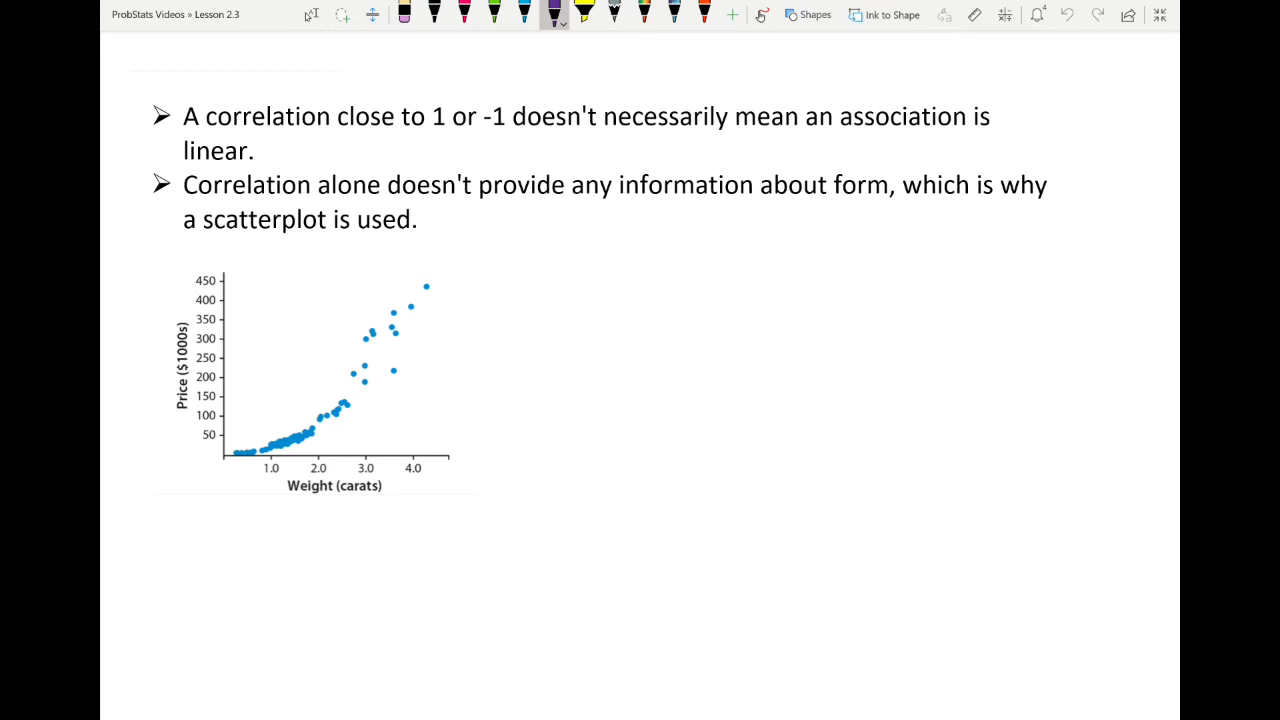 ProbStats Videos » Lesson 2.3
Shapes
Ink to Shape
4
➢ A correlation close to 1 or -1 doesn't necessarily mean an association is
linear.
➢ Correlation alone doesn't provide any information about form, which is why
a scatterplot is used.
450
400
350
300
250
200
150
100
50
Price ($1000s)
1.0 2.0 3.0 4.0
Weight (carats)